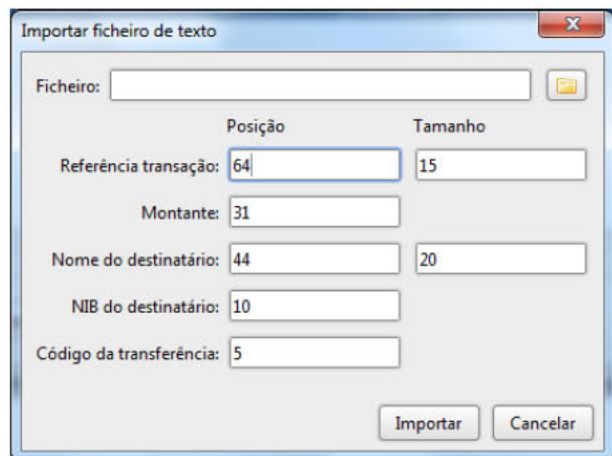 Importar ficheiro de texto
Ficheiro:
Posição Tamanho
Referência transação: 64 15
Montante: 31
Nome do destinatário: 44 20
NIB do destinatário: 10
Código da transferência: 5
Importar Cancelar